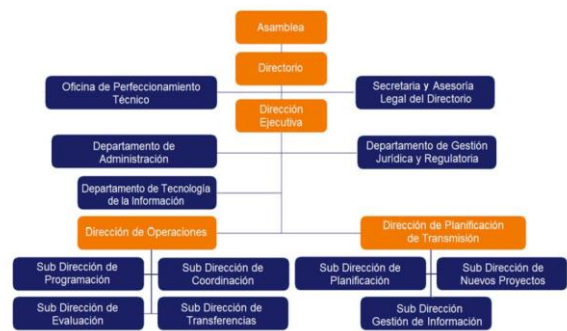 Asamblea
Directorio
Oficina de Perfeccionamiento
Técnico
Secretaria y Asesoría
Legal del Directorio
Dirección
Ejecutiva
Departamento de
Administración
Departamento de Gestión
Jurídica y Regulatoria
Departamento de Tecnología
de la Información
Dirección de Operaciones
Dirección de Planificación
de Transmisión
Sub Dirección de
Programación
Sub Dirección de
Coordinación
Sub Dirección de
Planificación
Sub Dirección de
Nuevos Proyectos
Sub Dirección de
Evaluación
Sub Dirección de
Transferencias
Sub Dirección
Gestión de Información